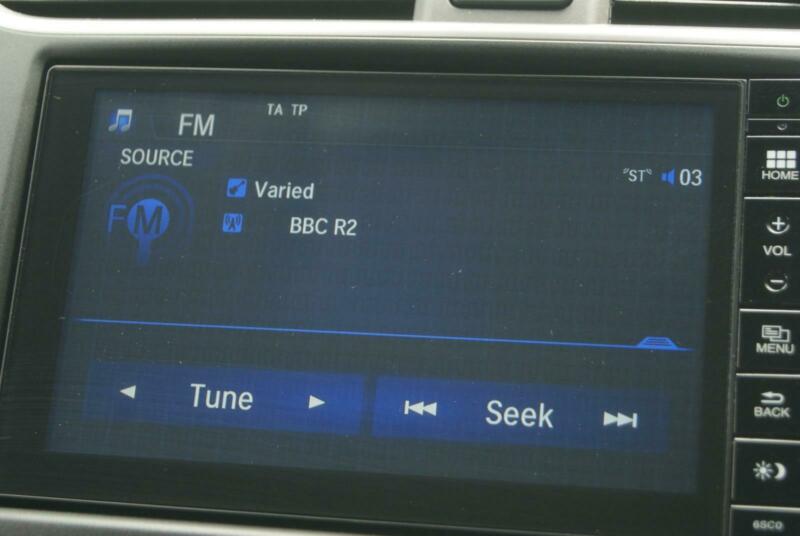 TA TP
FM
SOURCE
"ST" 03
FM
Varied
BBC R2
Tune
Seek
HOME
VOL
MENU
BACK